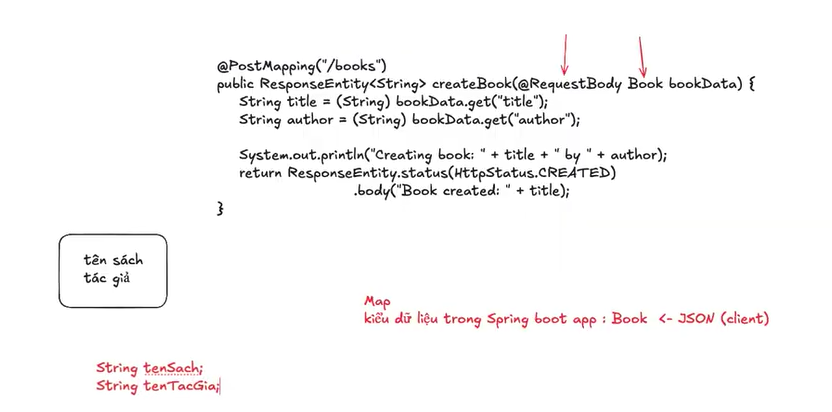 @PostMapping("/books")
public ResponseEntity<String> createBook(@RequestBody Book bookData) {
String title = (String) bookData.get("title");
String author = (String) bookData.get("author");
System.out.println("Creating book: " + title + " by " + author);
return ResponseEntity.status(HttpStatus.CREATED)
.body("Book created: " + title);
}
tên sách
tác giả
Map
kiểu dữ liệu trong Spring boot app : Book <- JSON (client)
String tenSach;
String tenTacGia;